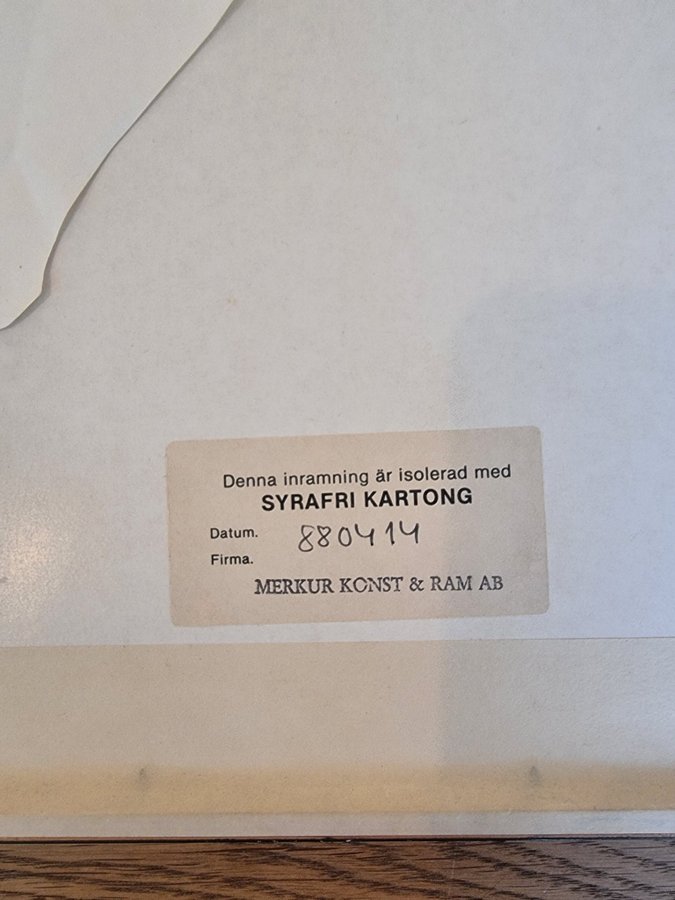 Denna inramning är isolerad med
SYRAFRI KARTONG
Datum. 880414
Firma.
MERKUR KONST & RAM AB